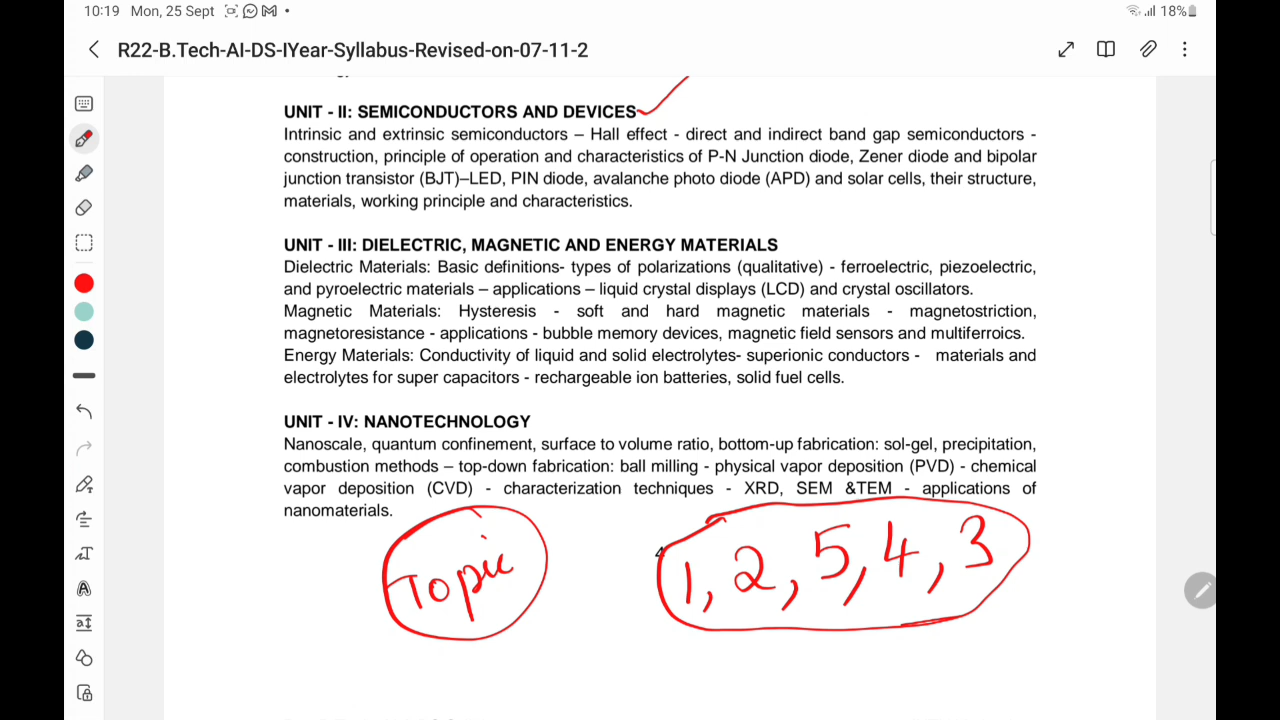 10:19 Mon, 25 Sept
18%
R22-B.Tech-AI-DS-IYear-Syllabus-Revised-on-07-11-2
UNIT - II: SEMICONDUCTORS AND DEVICES
Intrinsic and extrinsic semiconductors – Hall effect - direct and indirect band gap semiconductors -
construction, principle of operation and characteristics of P-N Junction diode, Zener diode and bipolar
junction transistor (BJT)–LED, PIN diode, avalanche photo diode (APD) and solar cells, their structure,
materials, working principle and characteristics.
UNIT - III: DIELECTRIC, MAGNETIC AND ENERGY MATERIALS
Dielectric Materials: Basic definitions- types of polarizations (qualitative) - ferroelectric, piezoelectric,
and pyroelectric materials – applications – liquid crystal displays (LCD) and crystal oscillators.
Magnetic Materials: Hysteresis - soft and hard magnetic materials - magnetostriction,
magnetoresistance - applications - bubble memory devices, magnetic field sensors and multiferroics.
Energy Materials: Conductivity of liquid and solid electrolytes- superionic conductors - materials and
electrolytes for super capacitors - rechargeable ion batteries, solid fuel cells.
UNIT - IV: NANOTECHNOLOGY
Nanoscale, quantum confinement, surface to volume ratio, bottom-up fabrication: sol-gel, precipitation,
combustion methods – top-down fabrication: ball milling - physical vapor deposition (PVD) - chemical
vapor deposition (CVD) - characterization techniques - XRD, SEM &TEM - applications of
nanomaterials.
Topic 1, 2, 5, 4, 3